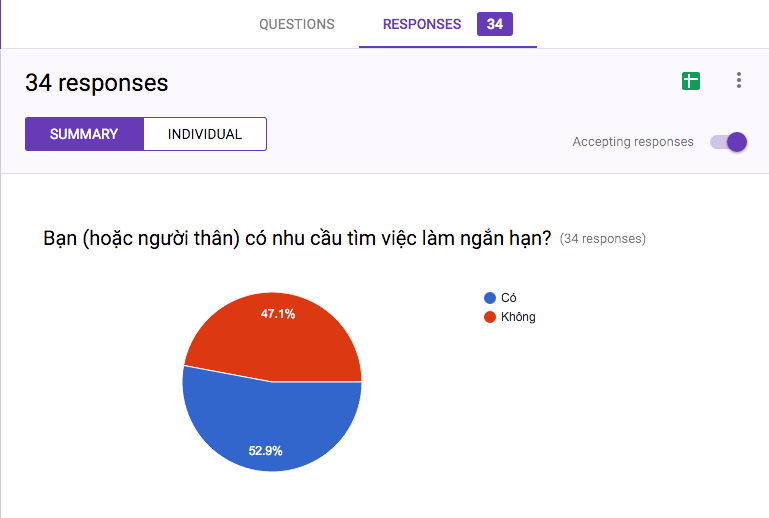 QUESTIONS RESPONSES 34
34 responses
SUMMARY INDIVIDUAL
Accepting responses
Bạn (hoặc người thân) có nhu cầu tìm việc làm ngắn hạn? (34 responses)
47.1%
52.9%
Có
Không